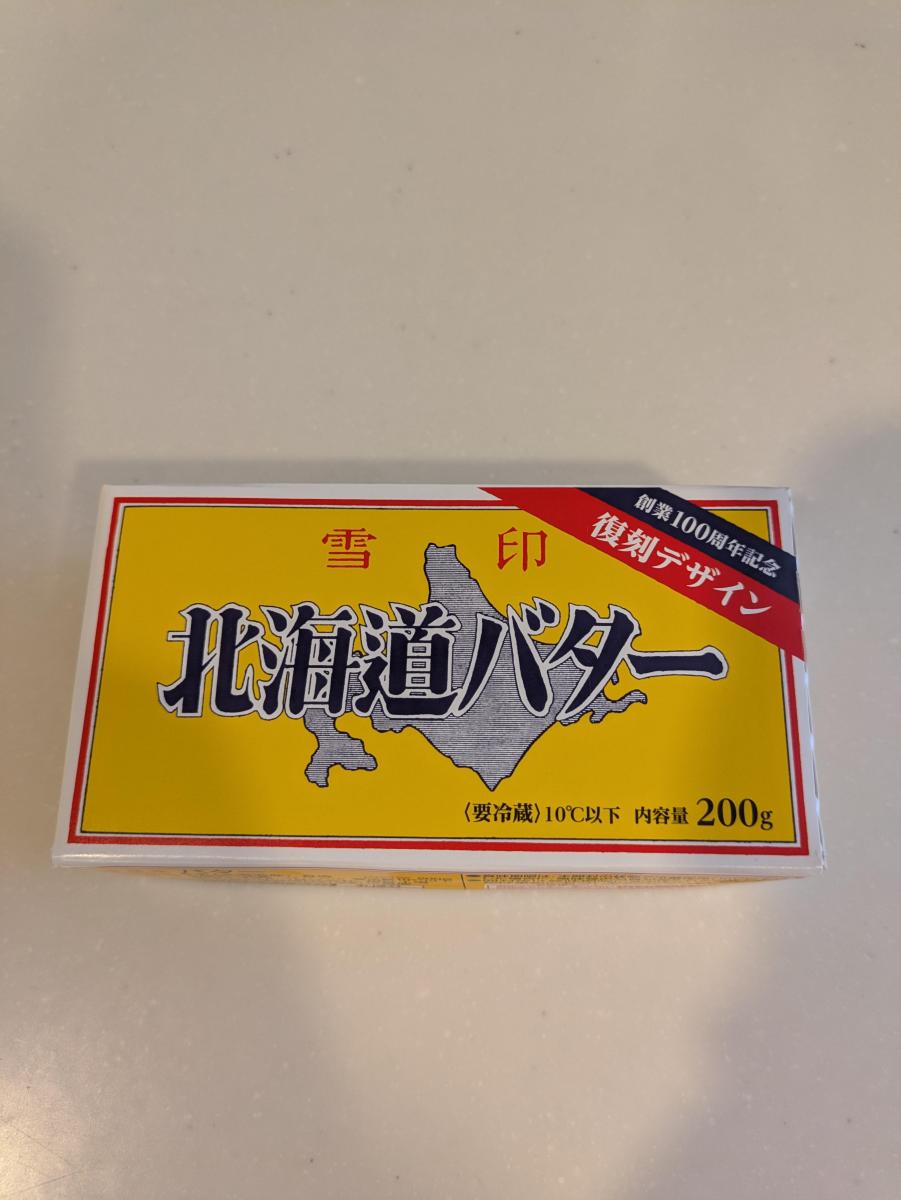 創業100周年記念
復刻デザイン
雪印
北海道バター
〈要冷蔵〉10℃以下 内容量 200g